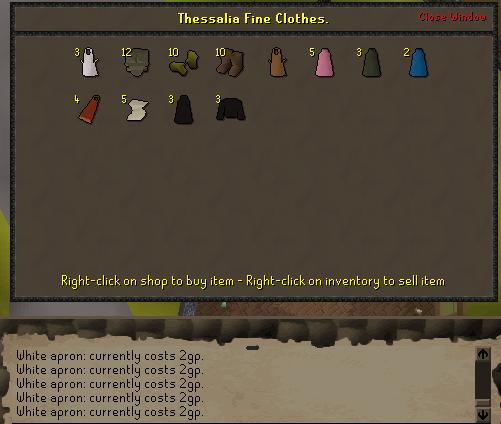 Thessalia Fine Clothes.
Close Window
3 12 10 10 5 3 2
4 5 3 3
Right-click on shop to buy item - Right-click on inventory to sell item
White apron: currently costs 2gp.
White apron: currently costs 2gp.
White apron: currently costs 2gp.
White apron: currently costs 2gp.
White apron: currently costs 2gp.